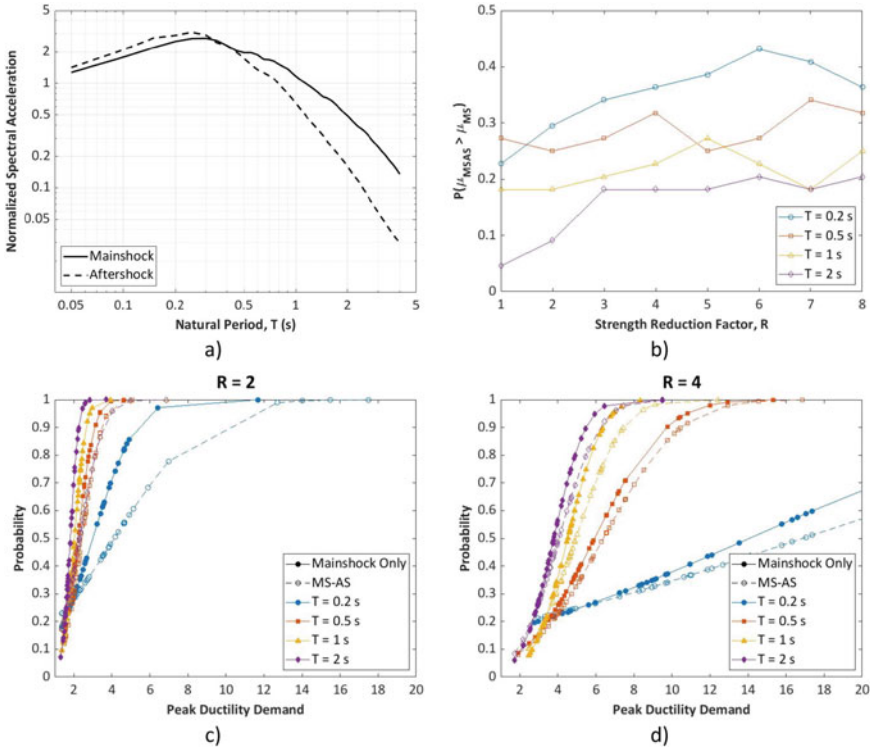 5
2
1
0.5
0.2
0.1
0.05
Normalized Spectral Acceleration
Mainshock
Aftershock
0.05 0.1 0.2 0.5 1 2 4
Natural Period, T (s)
a)
0.5
0.4
0.3
0.2
0.1
0
P(μMSAS > μMS)
T = 0.2 s
T = 0.5 s
T = 1 s
T = 2 s
1 2 3 4 5 6 7 8
Strength Reduction Factor, R
b)
R = 2
1
0.9
0.8
0.7
0.6
0.5
0.4
0.3
0.2
0.1
0
Probability
Mainshock Only
MS-AS
T = 0.2 s
T = 0.5 s
T = 1 s
T = 2 s
0 2 4 6 8 10 12 14 16 18 20
Peak Ductility Demand
c)
R = 4
1
0.9
0.8
0.7
0.6
0.5
0.4
0.3
0.2
0.1
0
Probability
Mainshock Only
MS-AS
T = 0.2 s
T = 0.5 s
T = 1 s
T = 2 s
0 2 4 6 8 10 12 14 16 18 20
Peak Ductility Demand
d)